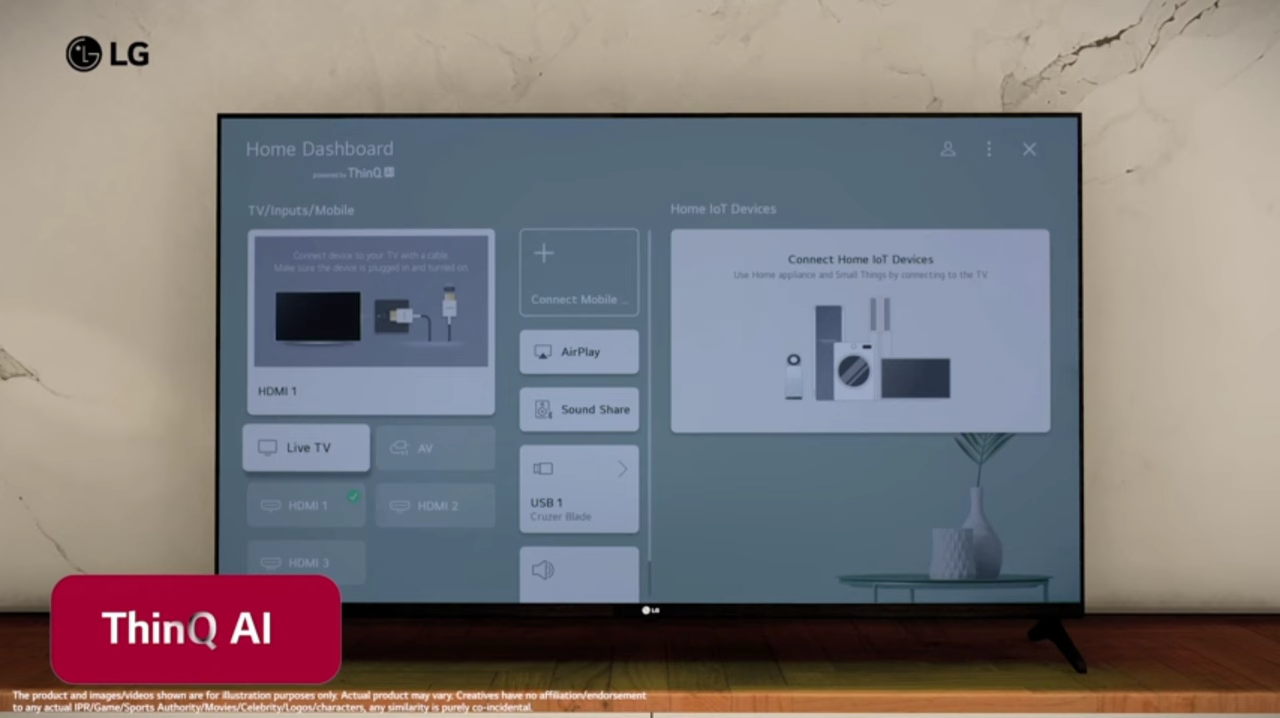 LG
Home Dashboard
powered by ThinQ AI
TV/Inputs/Mobile
Connect device to your TV with a cable.
Make sure the device is plugged in and turned on.
HDMI 1
Live TV
AV
HDMI 1
HDMI 2
HDMI 3
Connect Mobile ...
AirPlay
Sound Share
USB 1
Cruzer Blade
Home IoT Devices
Connect Home IoT Devices
Use Home appliance and Small Things by connecting to the TV.
LG
ThinQ AI
The product and images/videos shown are for illustration purposes only. Actual product may vary. Creatives have no affiliation/endorsement
to any actual IPR/Game/Sports Authority/Movies/Celebrity/Logos/characters, any similarity is purely co-incidental.